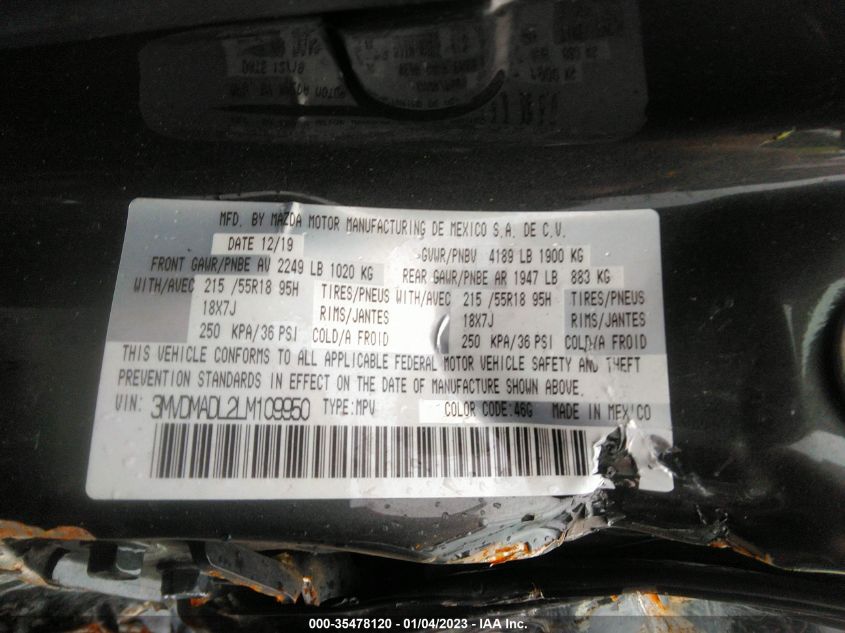 MFD. BY MAZDA MOTOR MANUFACTURING DE MEXICO S.A. DE C.V.
DATE 12/19 GVWR/PNBV 4189 LB 1900 KG
FRONT GAWR/PNBE AV 2249 LB 1020 KG REAR GAWR/PNBE AR 1947 LB 883 KG
WITH/AVEC 215 /55R18 95H TIRES/PNEUS WITH/AVEC 215 /55R18 95H TIRES/PNEUS
18X7J RIMS/JANTES 18X7J RIMS/JANTES
250 KPA/36 PSI COLD/A FROID 250 KPA/36 PSI COLD/A FROID
THIS VEHICLE CONFORMS TO ALL APPLICABLE FEDERAL MOTOR VEHICLE SAFETY AND THEFT
PREVENTION STANDARDS IN EFFECT ON THE DATE OF MANUFACTURE SHOWN ABOVE.
VIN: 3MVDMADL2LM109950 TYPE:MPV COLOR CODE:46G MADE IN MEXICO
000-35478120 - 01/04/2023 - IAA Inc.